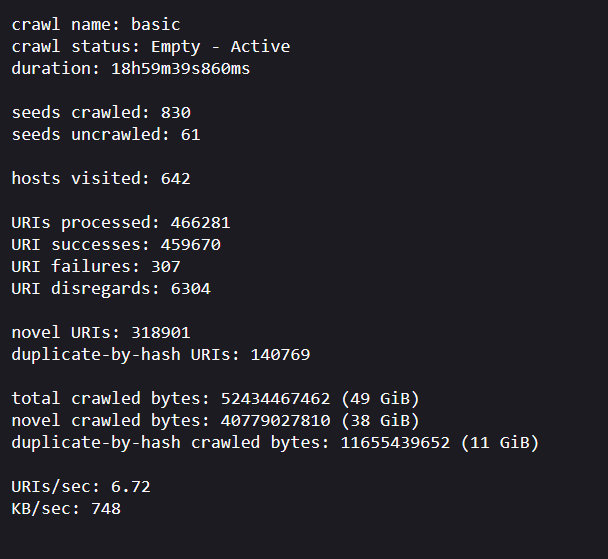 crawl name: basic
crawl status: Empty - Active
duration: 18h59m39s860ms
seeds crawled: 830
seeds uncrawled: 61
hosts visited: 642
URIs processed: 466281
URI successes: 459670
URI failures: 307
URI disregards: 6304
novel URIs: 318901
duplicate-by-hash URIs: 140769
total crawled bytes: 52434467462 (49 GiB)
novel crawled bytes: 40779027810 (38 GiB)
duplicate-by-hash crawled bytes: 11655439652 (11 GiB)
URIs/sec: 6.72
KB/sec: 748